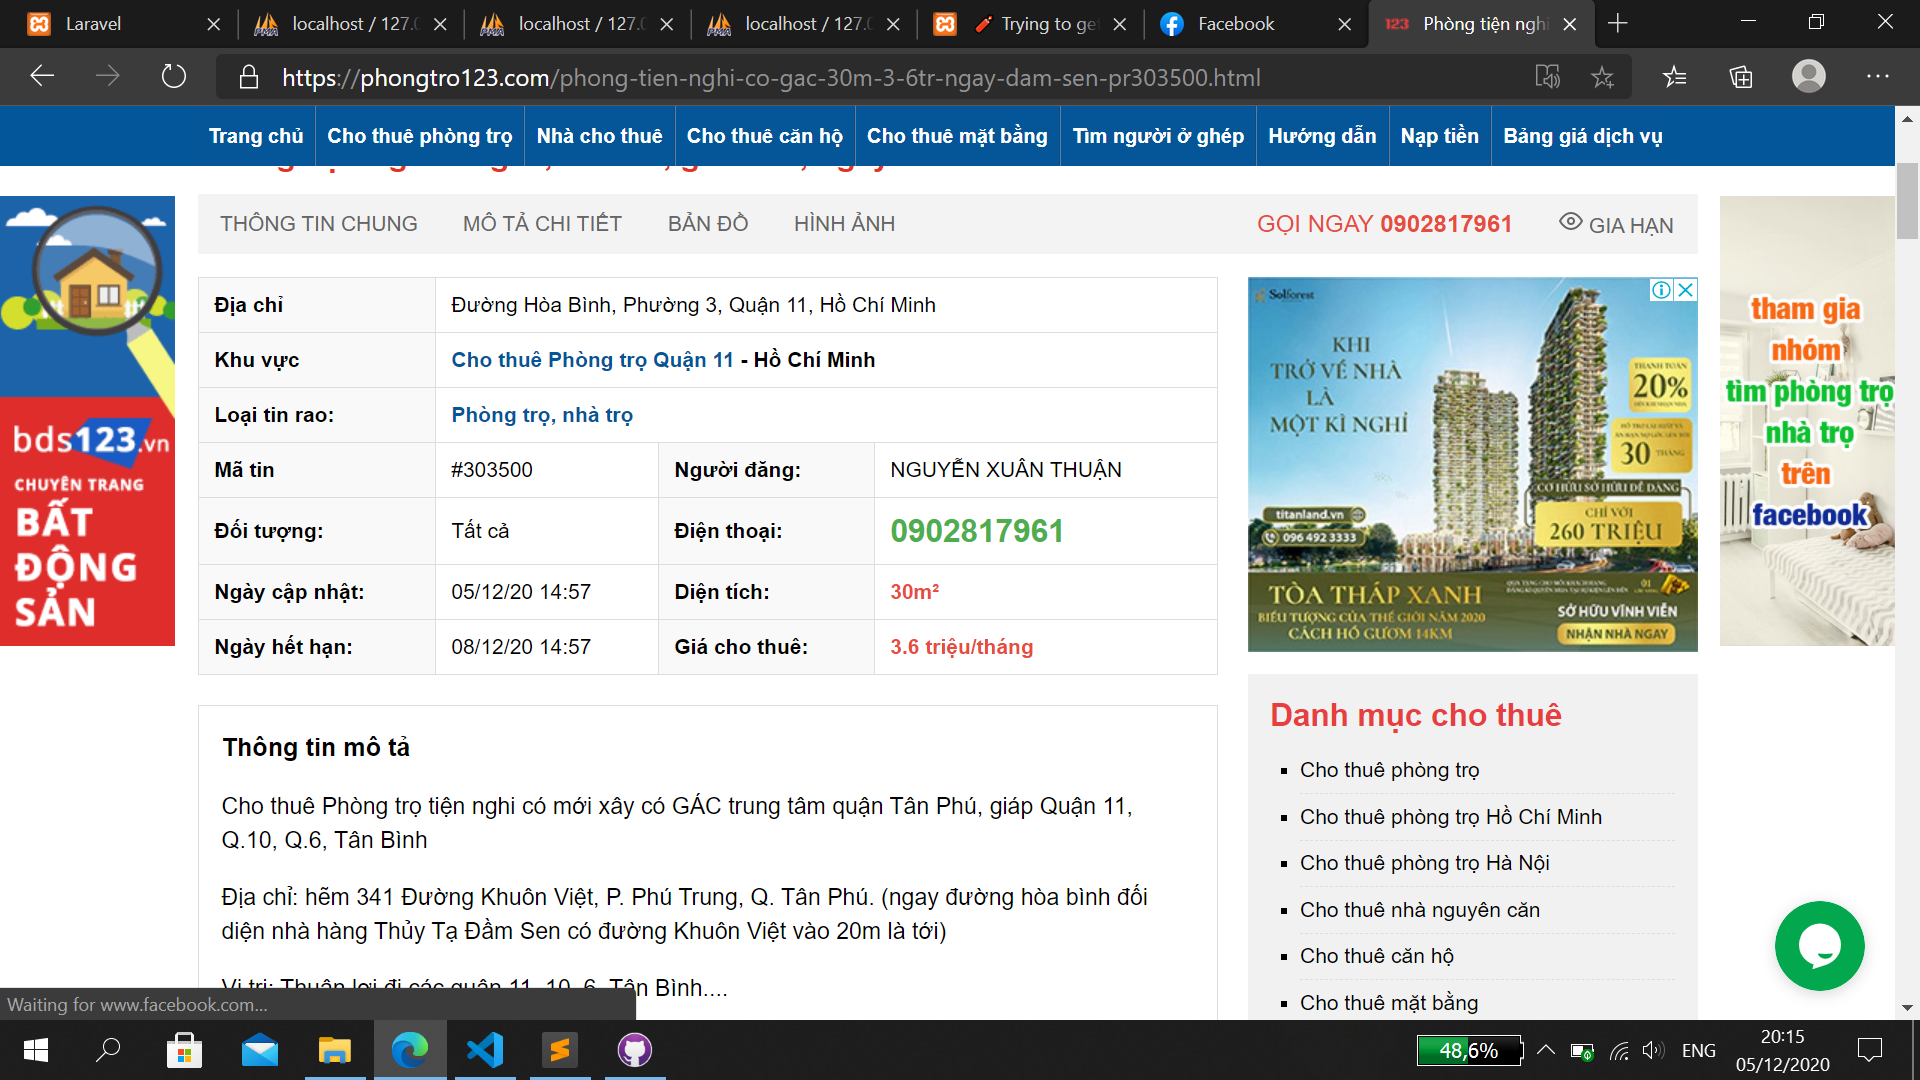 Laravel
localhost / 127.0
localhost / 127.0
localhost / 127.0
Trying to get
Facebook
123 Phòng tiện nghi
https://phongtro123.com/phong-tien-nghi-co-gac-30m-3-6tr-ngay-dam-sen-pr303500.html
Trang chủ
Cho thuê phòng trọ
Nhà cho thuê
Cho thuê căn hộ
Cho thuê mặt bằng
Tìm người ở ghép
Hướng dẫn
Nạp tiền
Bảng giá dịch vụ
THÔNG TIN CHUNG
MÔ TẢ CHI TIẾT
BẢN ĐỒ
HÌNH ẢNH
GỌI NGAY 0902817961
GIA HẠN
Địa chỉ
Đường Hòa Bình, Phường 3, Quận 11, Hồ Chí Minh
Khu vực
Cho thuê Phòng trọ Quận 11 - Hồ Chí Minh
Loại tin rao:
Phòng trọ, nhà trọ
Mã tin
#303500
Người đăng:
NGUYỄN XUÂN THUẬN
Đối tượng:
Tất cả
Điện thoại:
0902817961
Ngày cập nhật:
05/12/20 14:57
Diện tích:
30m²
Ngày hết hạn:
08/12/20 14:57
Giá cho thuê:
3.6 triệu/tháng
Thông tin mô tả
Cho thuê Phòng trọ tiện nghi có mới xây có GÁC trung tâm quận Tân Phú, giáp Quận 11,
Q.10, Q.6, Tân Bình
Địa chỉ: hẽm 341 Đường Khuôn Việt, P. Phú Trung, Q. Tân Phú. (ngay đường hòa bình đối
diện nhà hàng Thủy Tạ Đầm Sen có đường Khuôn Việt vào 20m là tới)
Vị trí: Thuận lợi đi các quận 11, 10, 6, Tân Bình....
bds123.vn
CHUYÊN TRANG
BẤT
ĐỘNG
SẢN
Solforest
KHI
TRỞ VỀ NHÀ
LÀ
MỘT KÌ NGHỈ
THANH TOÁN
20%
30 THÁNG
CƠ HỮU SỞ HỮU DỄ DÀNG
CHỈ VỚI
260 TRIỆU
titanland.vn
096 492 3333
TÒA THÁP XANH
BIỂU TƯỢNG CỦA THẾ GIỚI NĂM 2020
CÁCH HỒ GƯƠM 14KM
SỞ HỮU VĨNH VIỄN
NHẬN NHÀ NGAY
tham gia
nhóm
tìm phòng trọ
nhà trọ
trên
facebook
Danh mục cho thuê
Cho thuê phòng trọ
Cho thuê phòng trọ Hồ Chí Minh
Cho thuê phòng trọ Hà Nội
Cho thuê nhà nguyên căn
Cho thuê căn hộ
Cho thuê mặt bằng
Waiting for www.facebook.com...
48,6%
ENG
20:15
05/12/2020